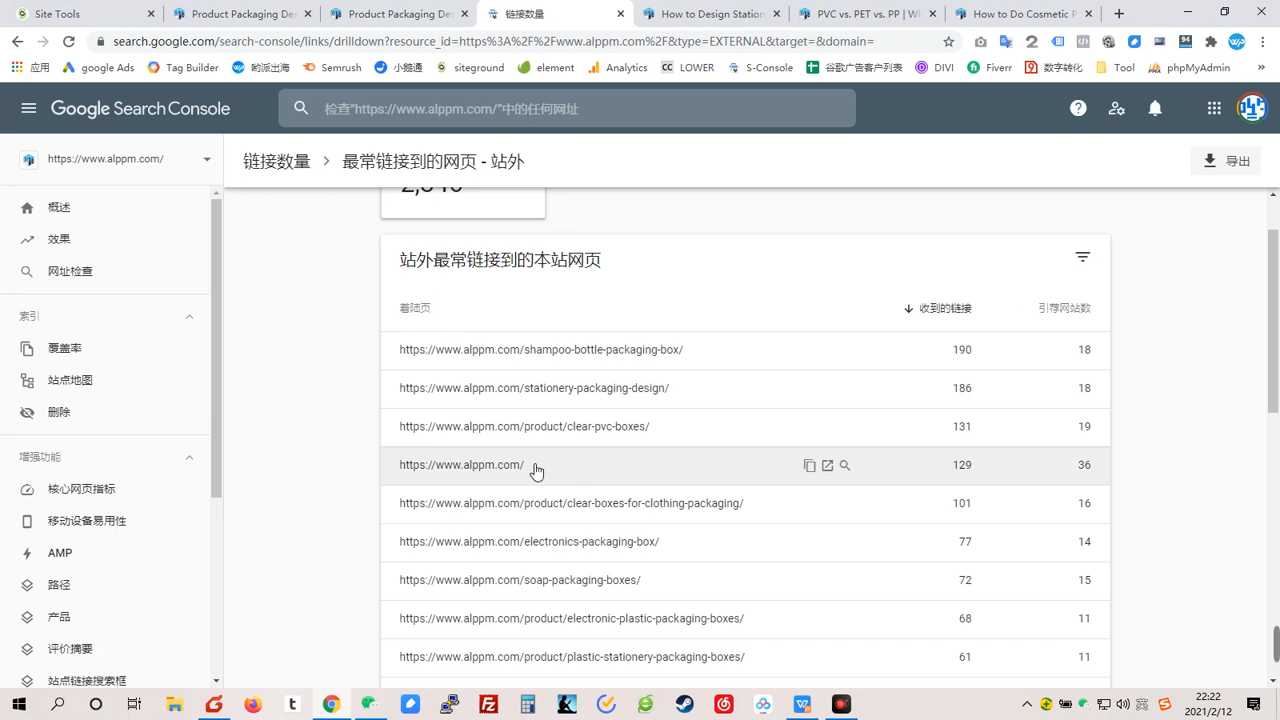 Site Tools
Product Packaging De
Product Packaging De
链接数量
How to Design Station
PVC vs. PET vs. PP | W
How to Do Cosmetic P
search.google.com/search-console/links/drilldown?resource_id=https%3A%2F%2Fwww.alppm.com%2F&type=EXTERNAL&target=&domain=
应用
google Ads
Tag Builder
哟派出海
Semrush
小鹅通
siteground
element
Analytics
CC LOWER
S-Console
谷歌广告客户列表
DIVI
Fiverr
数字转化
Tool
phpMyAdmin
Google Search Console
检查"https://www.alppm.com/"中的任何网址
https://www.alppm.com/
链接数量 > 最常链接到的网页 - 站外
导出
概述
效果
网址检查
索引
覆盖率
站点地图
删除
增强功能
核心网页指标
移动设备易用性
AMP
路径
产品
评价摘要
站点链接搜索框
站外最常链接到的本站网页
着陆页 收到的链接 引荐网站数
https://www.alppm.com/shampoo-bottle-packaging-box/ 190 18
https://www.alppm.com/stationery-packaging-design/ 186 18
https://www.alppm.com/product/clear-pvc-boxes/ 131 19
https://www.alppm.com/ 129 36
https://www.alppm.com/product/clear-boxes-for-clothing-packaging/ 101 16
https://www.alppm.com/electronics-packaging-box/ 77 14
https://www.alppm.com/soap-packaging-boxes/ 72 15
https://www.alppm.com/product/electronic-plastic-packaging-boxes/ 68 11
https://www.alppm.com/product/plastic-stationery-packaging-boxes/ 61 11
22:22
2021/2/12